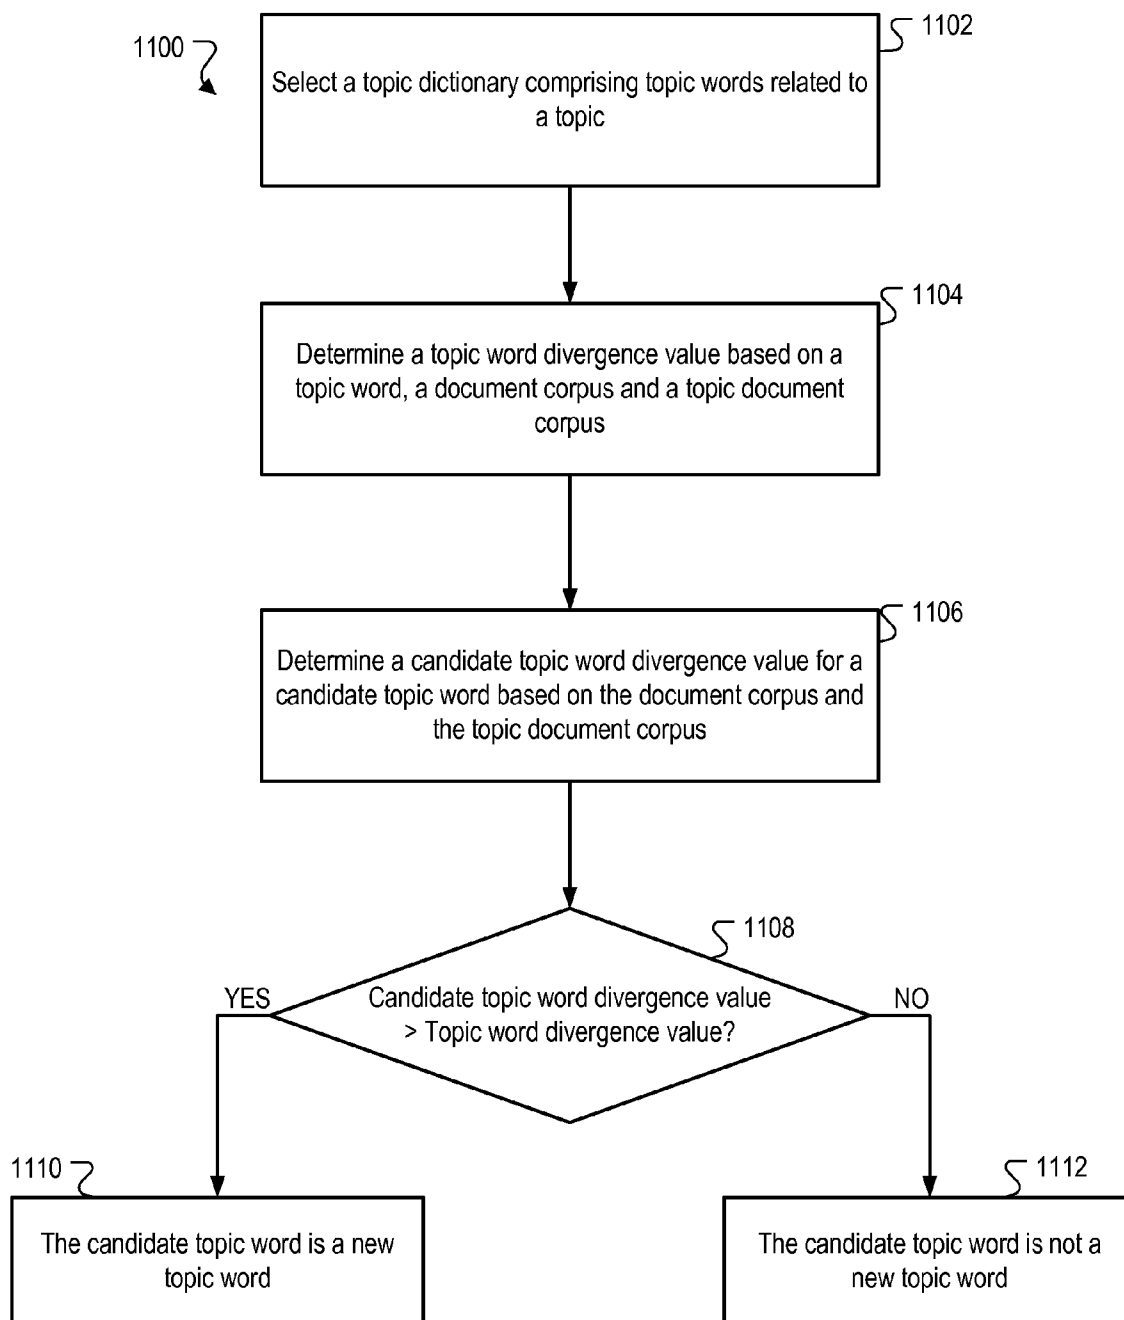 1100
1102
Select a topic dictionary comprising topic words related to
a topic
1104
Determine a topic word divergence value based on a
topic word, a document corpus and a topic document
corpus
1106
Determine a candidate topic word divergence value for a
candidate topic word based on the document corpus and
the topic document corpus
1108
YES
Candidate topic word divergence value
> Topic word divergence value?
NO
1110
1112
The candidate topic word is a new
topic word
The candidate topic word is not a
new topic word